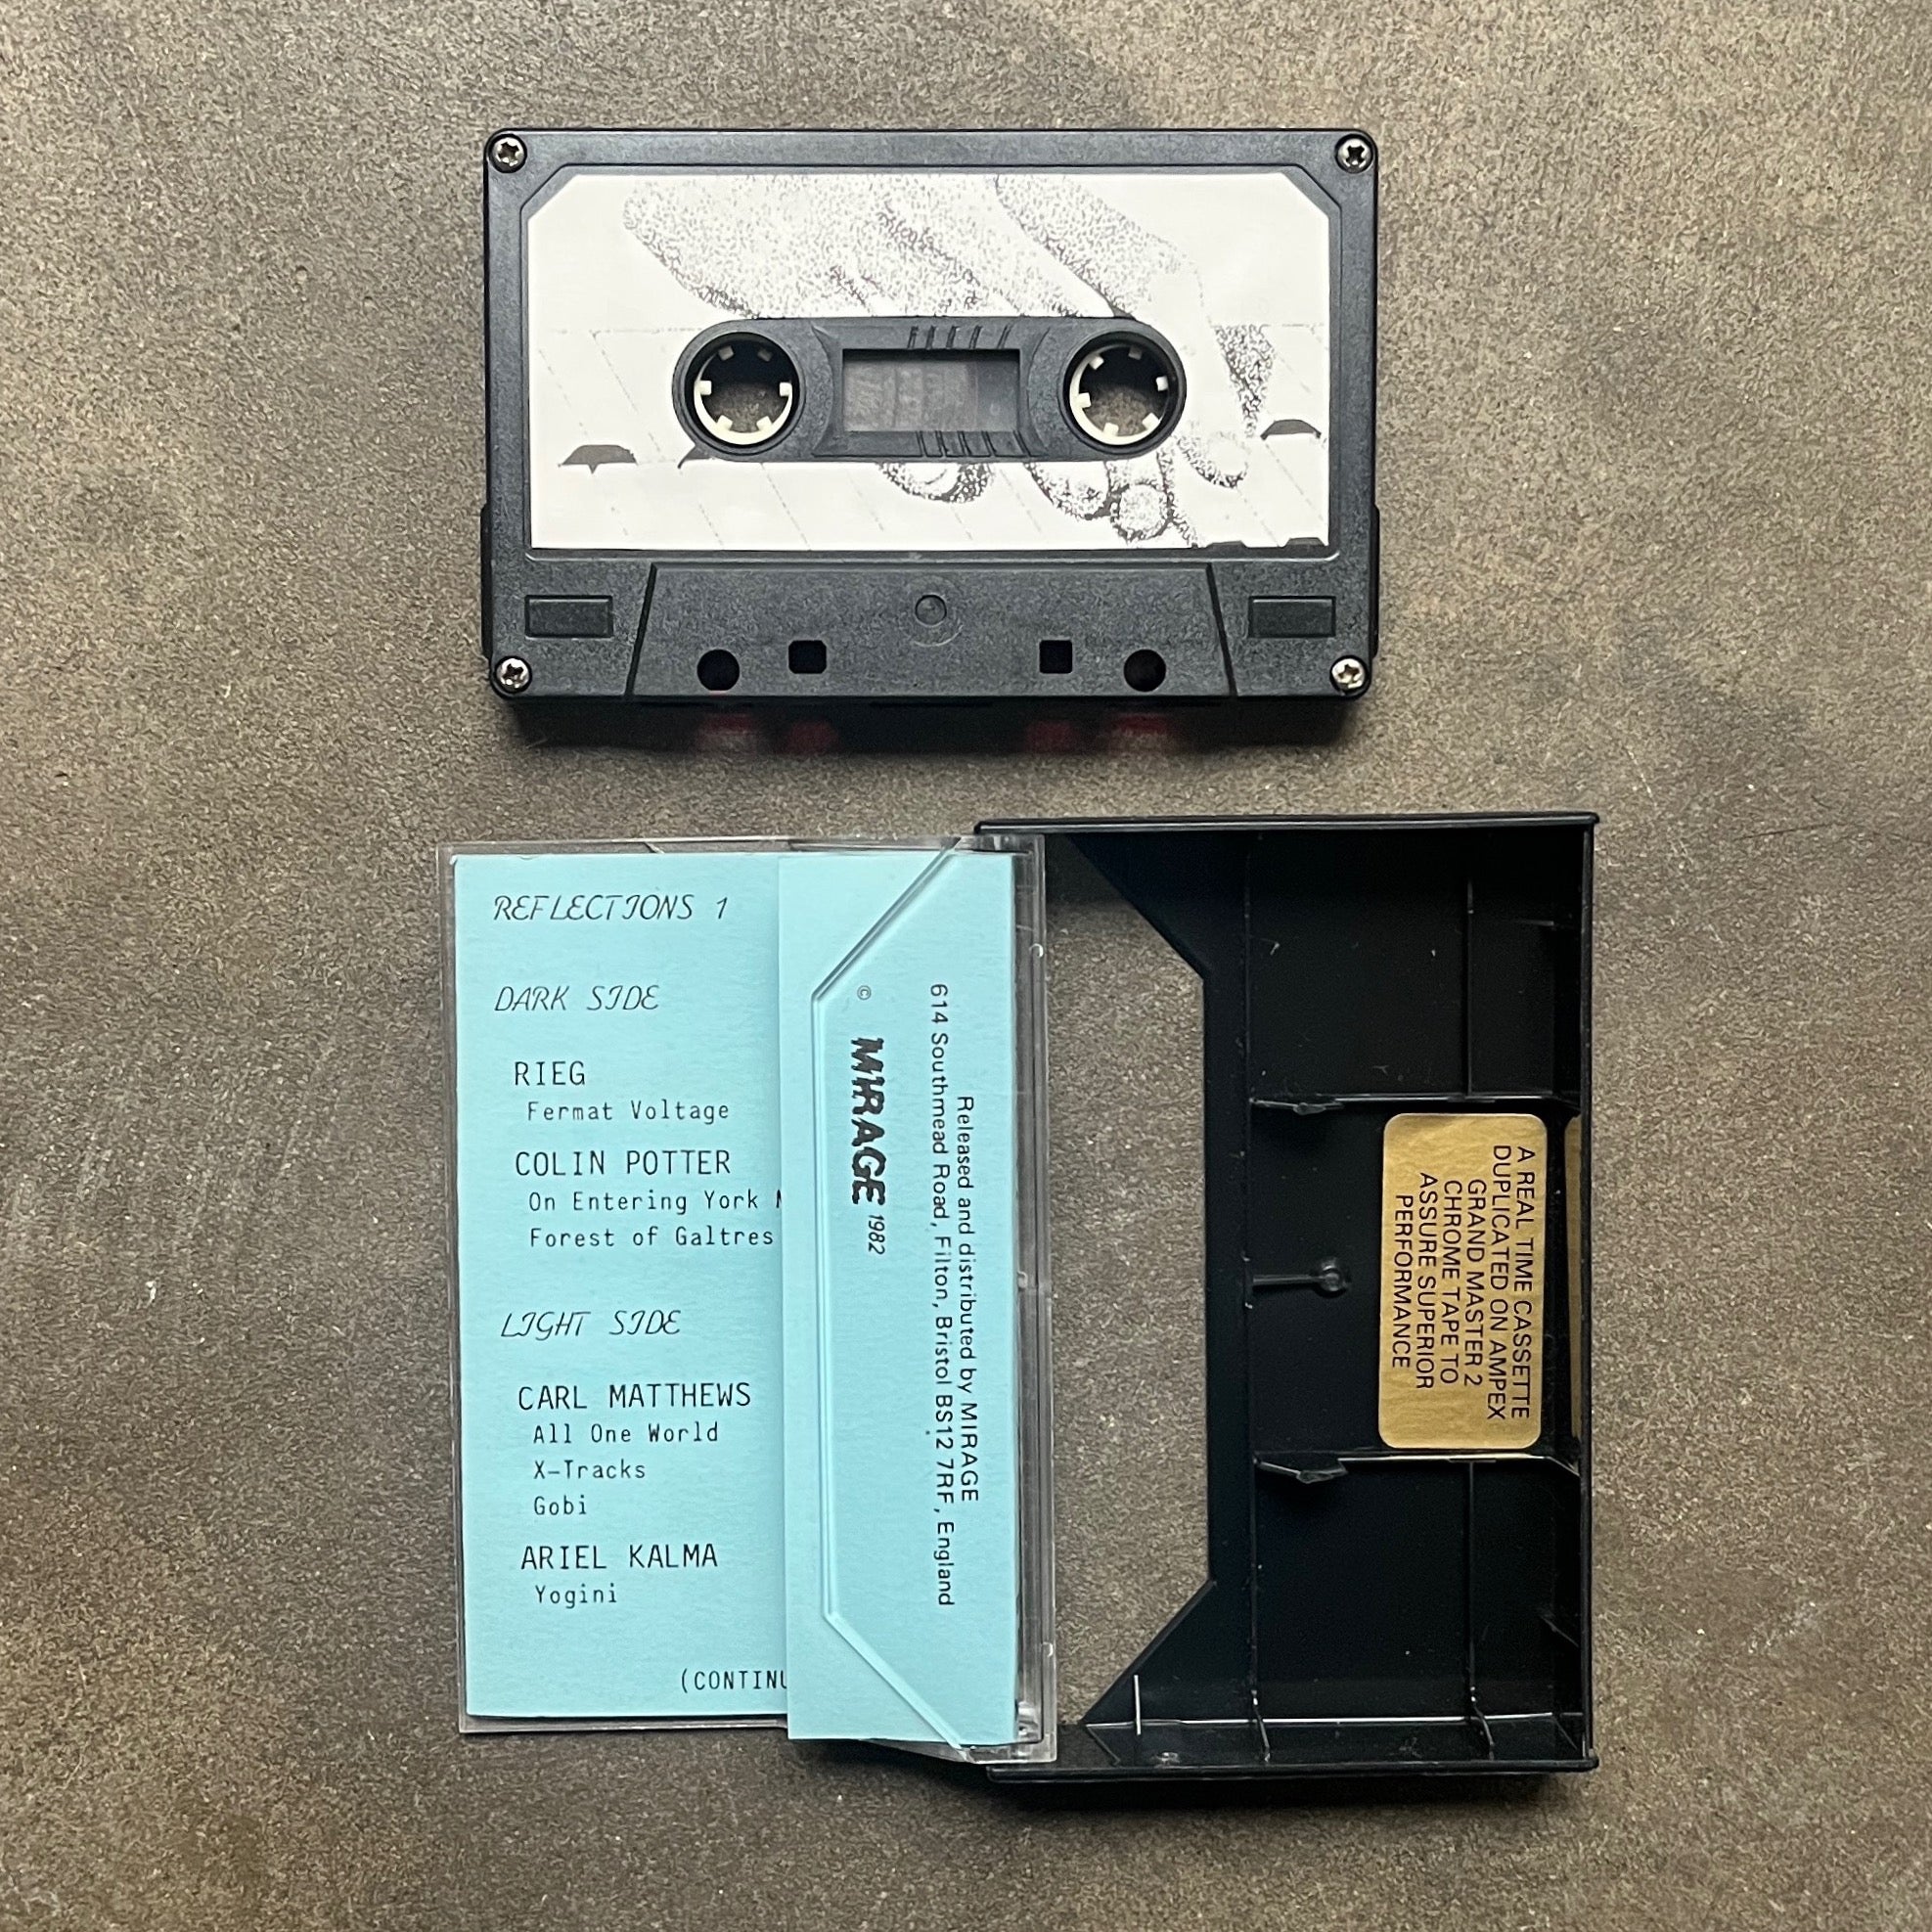 REFLECTIONS 1
DARK SIDE
RIEG
Fermat Voltage
COLIN POTTER
On Entering York
Forest of Galtres
LIGHT SIDE
CARL MATTHEWS
All One World
X-Tracks
Gobi
ARIEL KALMA
Yogini
Released and distributed by MIRAGE
614 Southmead Road, Filton, Bristol BS12 7RF, England
© MIRAGE 1982
A REAL TIME CASSETTE
DUPLICATED ON AMPEX
GRAND MASTER 2
CHROME TAPE TO
ASSURE SUPERIOR
PERFORMANCE